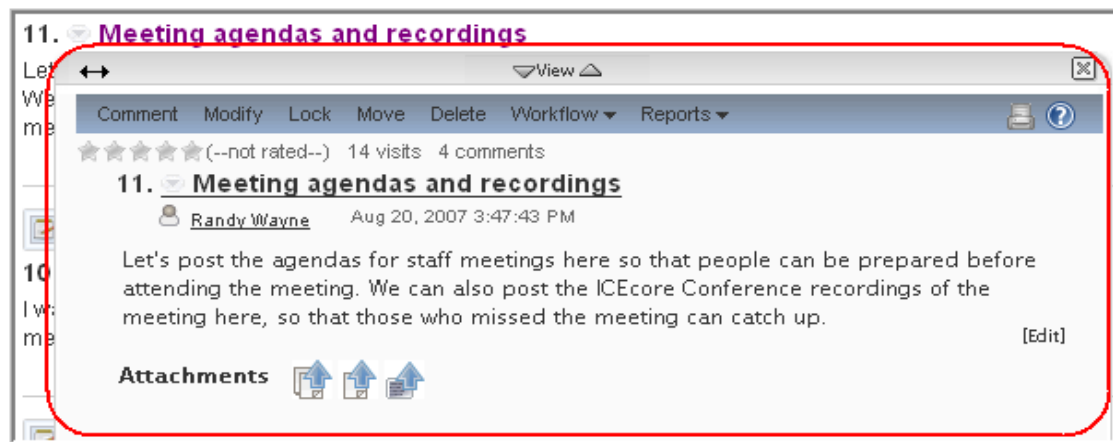 11. Meeting agendas and recordings
Let
View
We
Comment Modify Lock Move Delete Workflow Reports
me
(--not rated--) 14 visits 4 comments
11. Meeting agendas and recordings
Randy Wayne Aug 20, 2007 3:47:43 PM
Let's post the agendas for staff meetings here so that people can be prepared before
10
attending the meeting. We can also post the ICEcore Conference recordings of the
I wa
meeting here, so that those who missed the meeting can catch up.
me
[Edit]
Attachments